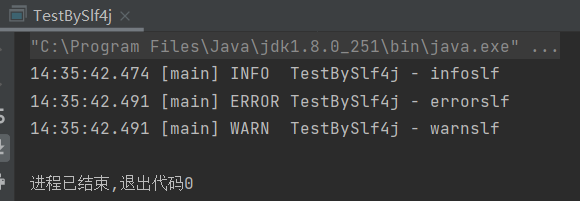 TestBySlf4j
"C:\Program Files\Java\jdk1.8.0_251\bin\java.exe" ...
14:35:42.474 [main] INFO  TestBySlf4j - infoslf
14:35:42.491 [main] ERROR TestBySlf4j - errorslf
14:35:42.491 [main] WARN  TestBySlf4j - warnslf
进程已结束,退出代码0